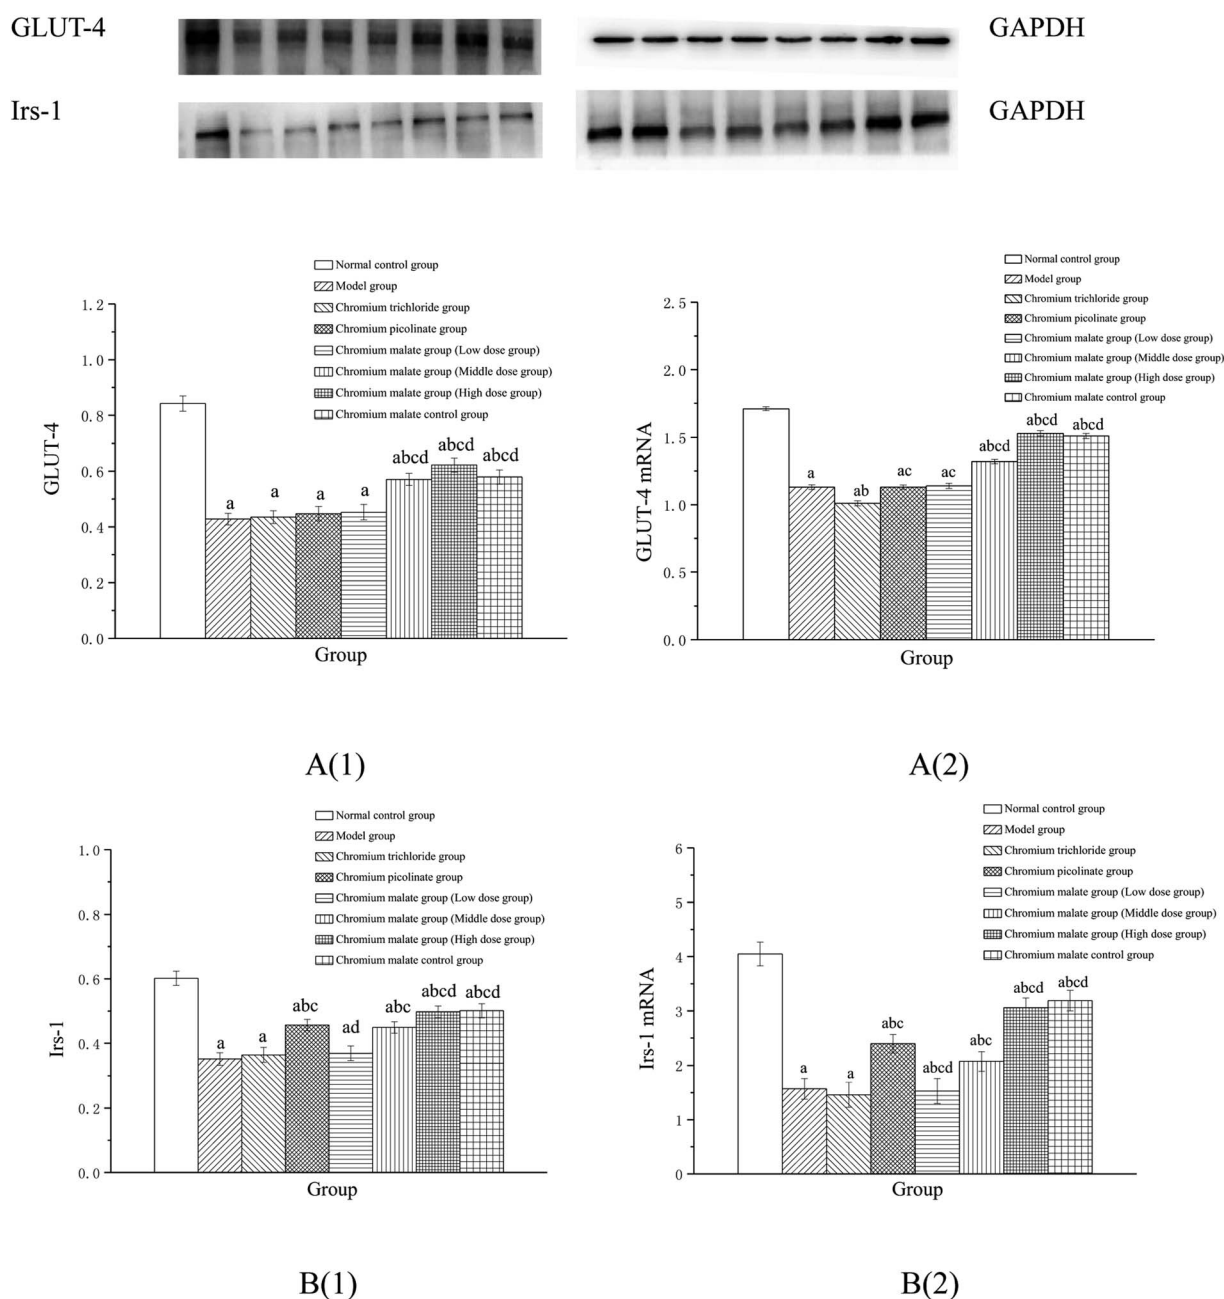 GLUT-4
GAPDH
Irs-1
GAPDH
Normal control group
Model group
Chromium trichloride group
Chromium picolinate group
Chromium malate group (Low dose group)
Chromium malate group (Middle dose group)
Chromium malate group (High dose group)
Chromium malate control group
1.2
1.0
0.8
0.6
0.4
0.2
0.0
GLUT-4
a
a
a
a
abcd
abcd
abcd
Group
A(1)
Normal control group
Model group
Chromium trichloride group
Chromium picolinate group
Chromium malate group (Low dose group)
Chromium malate group (Middle dose group)
Chromium malate group (High dose group)
Chromium malate control group
2.5
2.0
1.5
1.0
0.5
0.0
GLUT-4 mRNA
a
ab
ac
ac
abcd
abcd
abcd
Group
A(2)
Normal control group
Model group
Chromium trichloride group
Chromium picolinate group
Chromium malate group (Low dose group)
Chromium malate group (Middle dose group)
Chromium malate group (High dose group)
Chromium malate control group
1.0
0.8
0.6
0.4
0.2
0.0
Irs-1
a
a
abc
ad
abc
abcd
abcd
Group
B(1)
Normal control group
Model group
Chromium trichloride group
Chromium picolinate group
Chromium malate group (Low dose group)
Chromium malate group (Middle dose group)
Chromium malate group (High dose group)
Chromium malate control group
6
5
4
3
2
1
0
Irs-1 mRNA
a
a
abc
abcd
abc
abcd
abcd
Group
B(2)